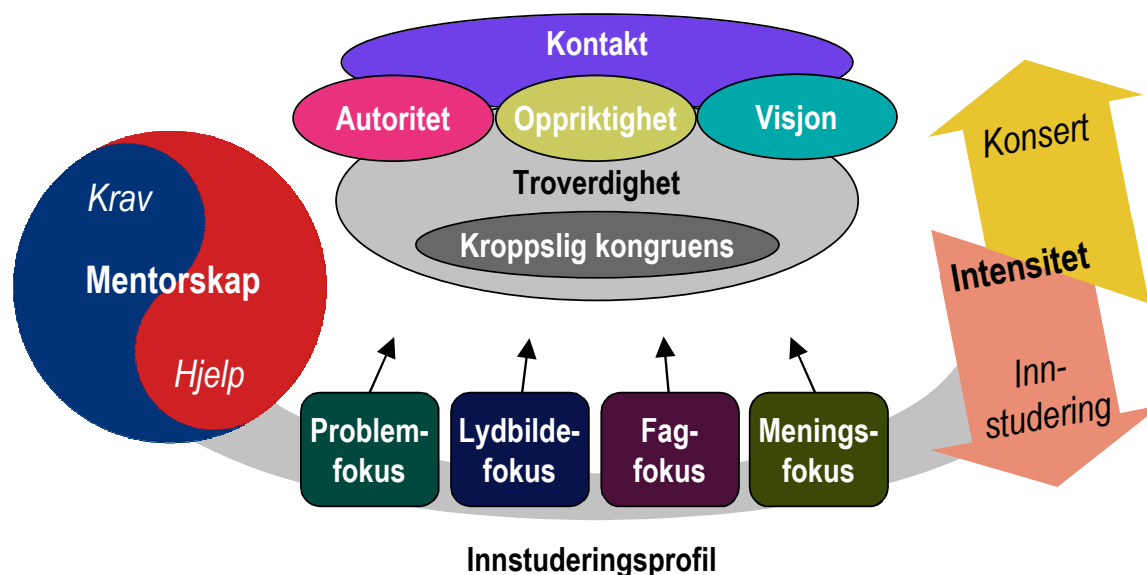 Kontakt
Autoritet
Oppriktighet
Visjon
Troverdighet
Kroppslig kongruens
Krav
Mentorskap
Hjelp
Konsert
Intensitet
Inn-
studering
Problem-
fokus
Lydbilde-
fokus
Fag-
fokus
Menings-
fokus
Innstuderingsprofil